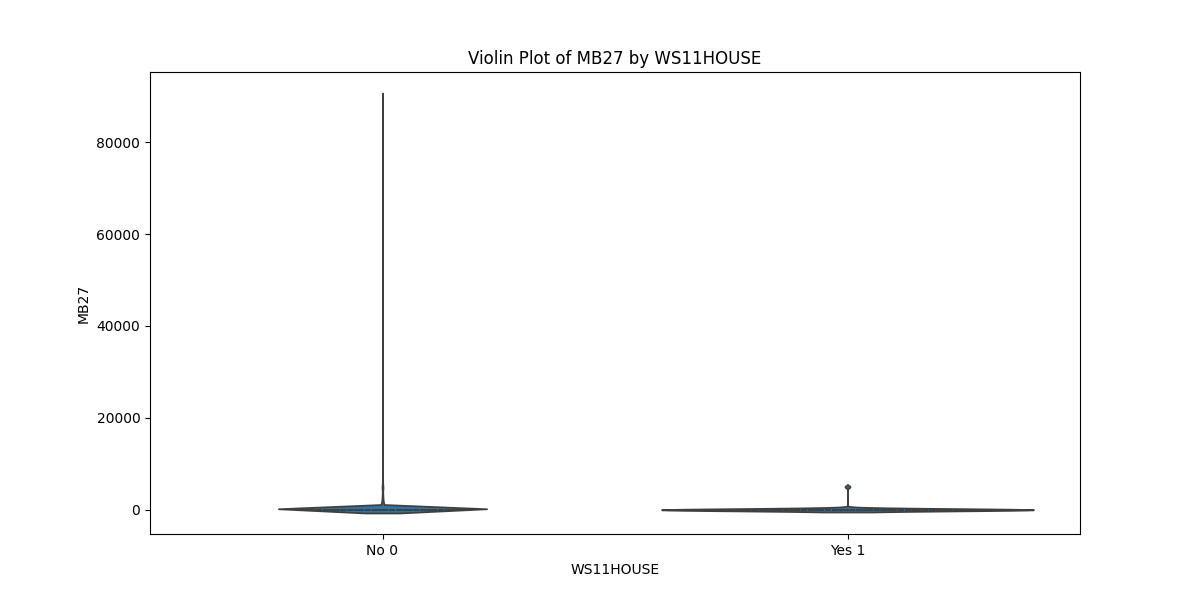 Violin Plot of MB27 by WS11HOUSE
80000
60000
40000
20000
0
MB27
No 0
Yes 1
WS11HOUSE